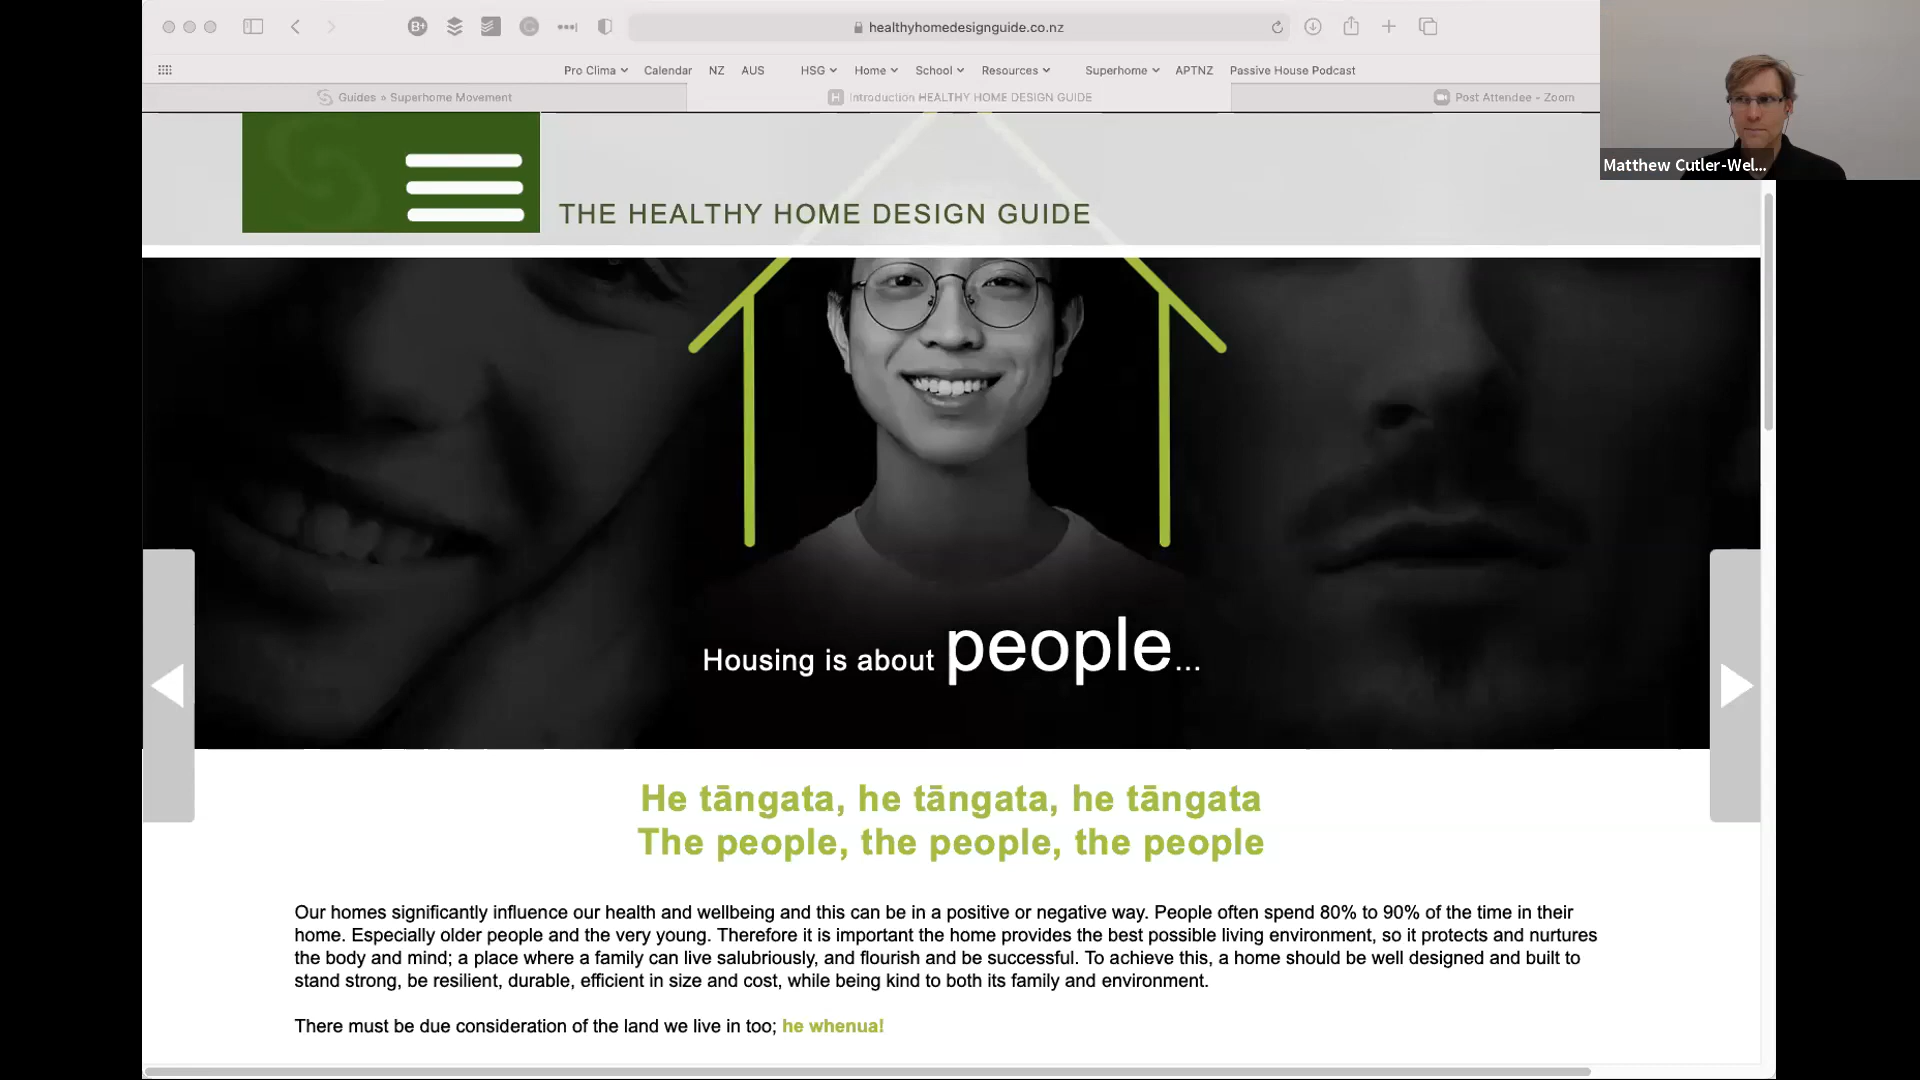 B+
healthyhomedesignguide.co.nz
Pro Clima Calendar NZ AUS HSG Home School Resources Superhome APTNZ Passive House Podcast
Guides » Superhome Movement
H Introduction HEALTHY HOME DESIGN GUIDE
Post Attendee - Zoom
Matthew Cutler-Wel...
THE HEALTHY HOME DESIGN GUIDE
Housing is about people...
He tāngata, he tāngata, he tāngata
The people, the people, the people
Our homes significantly influence our health and wellbeing and this can be in a positive or negative way. People often spend 80% to 90% of the time in their
home. Especially older people and the very young. Therefore it is important the home provides the best possible living environment, so it protects and nurtures
the body and mind; a place where a family can live salubriously, and flourish and be successful. To achieve this, a home should be well designed and built to
stand strong, be resilient, durable, efficient in size and cost, while being kind to both its family and environment.
There must be due consideration of the land we live in too; he whenua!